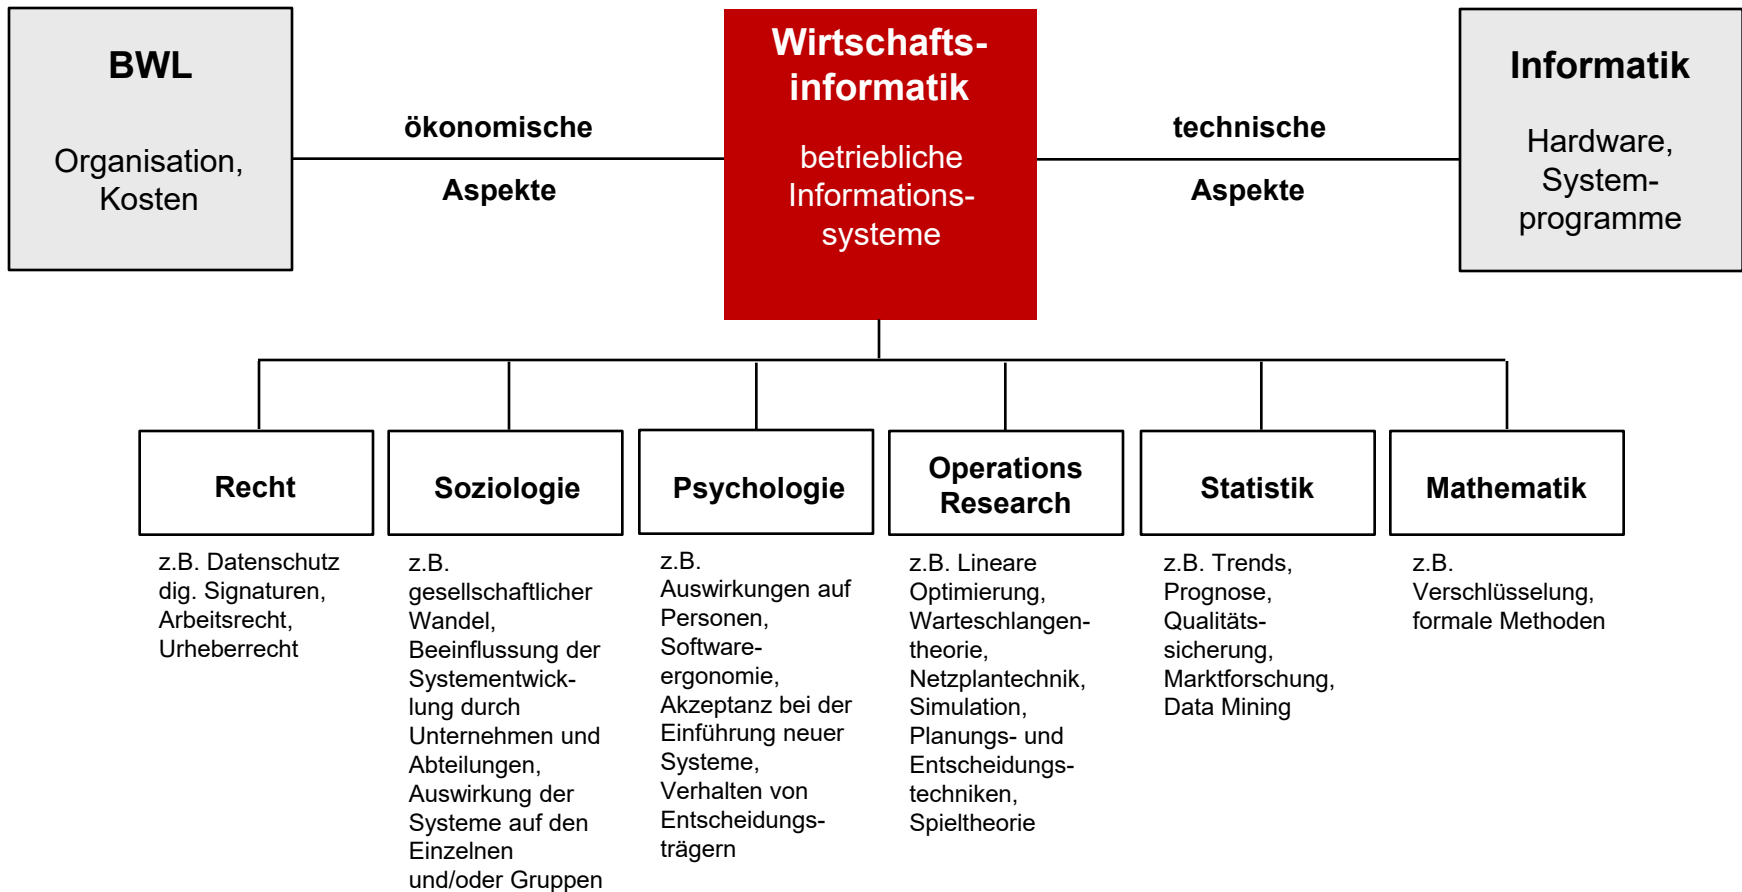 BWL
Organisation,
Kosten
ökonomische
Aspekte
Wirtschafts-
informatik
betriebliche
Informations-
systeme
technische
Aspekte
Informatik
Hardware,
System-
programme
Recht
z.B. Datenschutz
dig. Signaturen,
Arbeitsrecht,
Urheberrecht
Soziologie
z.B.
gesellschaftlicher
Wandel,
Beeinflussung der
Systementwick-
lung durch
Unternehmen und
Abteilungen,
Auswirkung der
Systeme auf den
Einzelnen
und/oder Gruppen
Psychologie
z.B.
Auswirkungen auf
Personen,
Software-
ergonomie,
Akzeptanz bei der
Einführung neuer
Systeme,
Verhalten von
Entscheidungs-
trägern
Operations
Research
z.B. Lineare
Optimierung,
Warteschlangen-
theorie,
Netzplantechnik,
Simulation,
Planungs- und
Entscheidungs-
techniken,
Spieltheorie
Statistik
z.B. Trends,
Prognose,
Qualitäts-
sicherung,
Marktforschung,
Data Mining
Mathematik
z.B.
Verschlüsselung,
formale Methoden